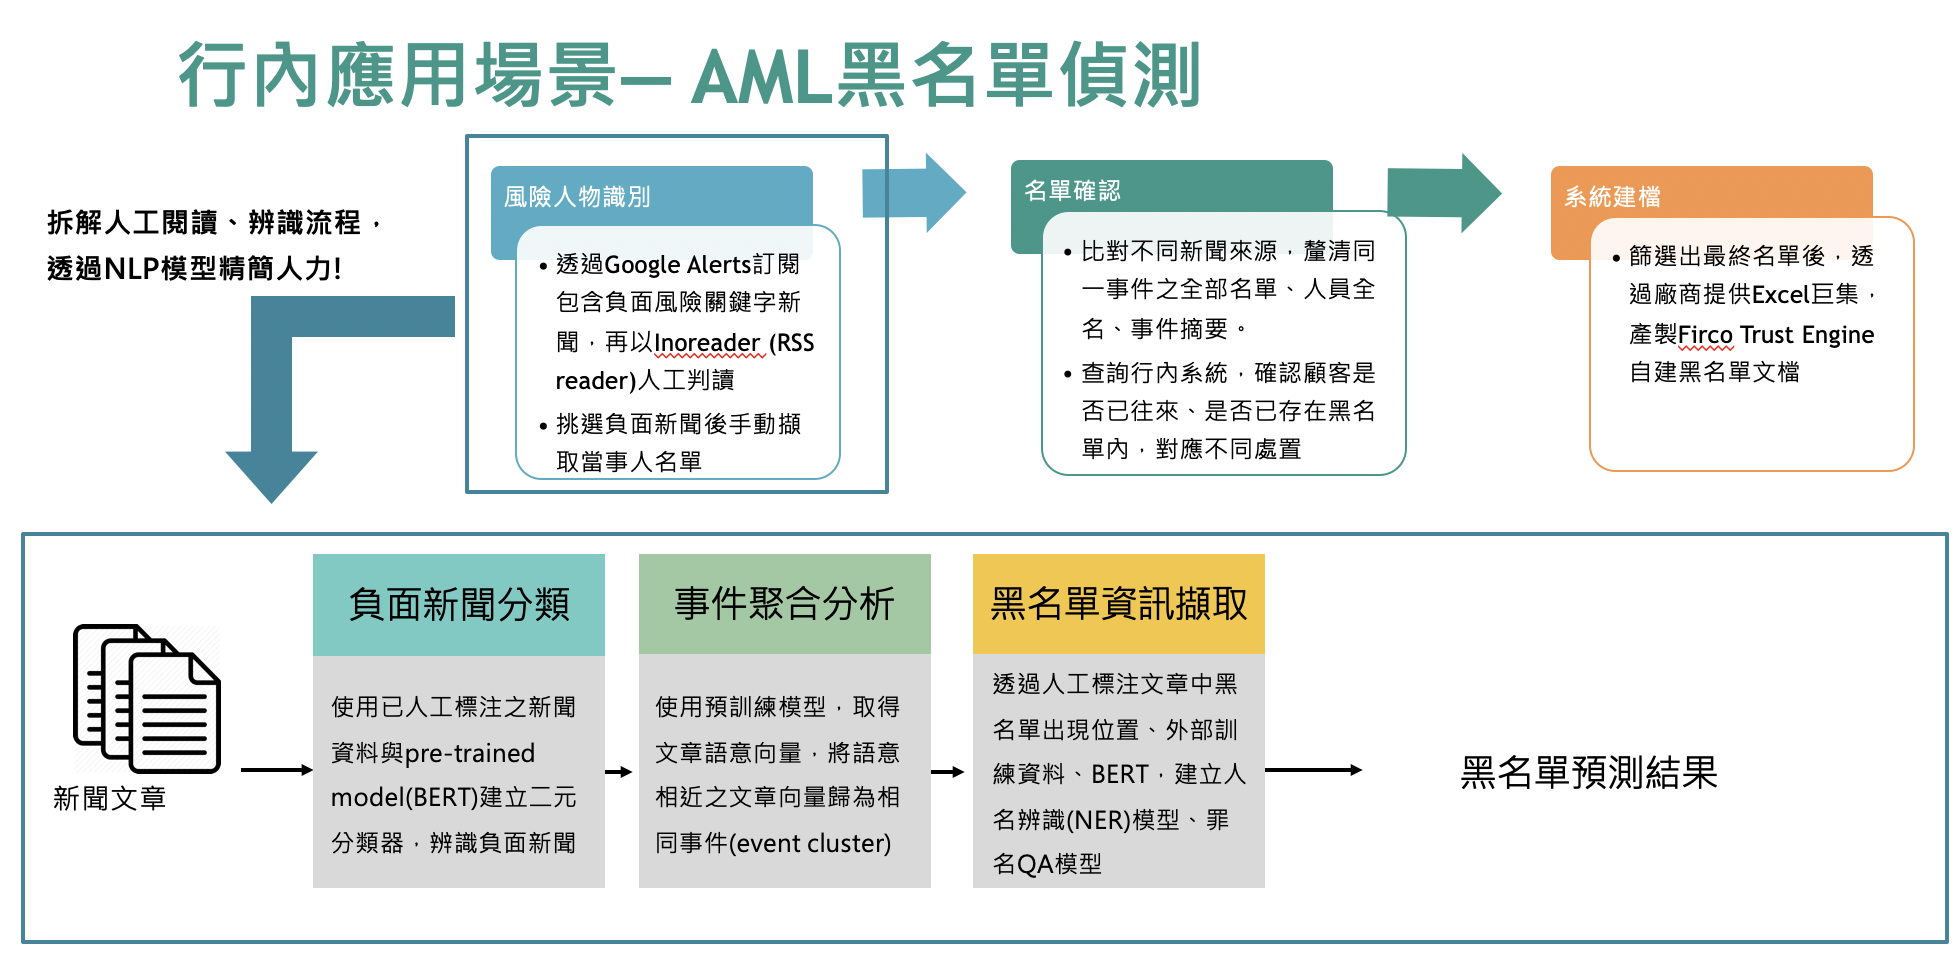 行內應用場景— AML黑名單偵測
拆解人工閱讀、辨識流程，
透過NLP模型精簡人力!
風險人物識別
• 透過Google Alerts訂閱
包含負面風險關鍵字新
聞，再以Inoreader (RSS
reader)人工判讀
• 挑選負面新聞後手動擷
取當事人名單
名單確認
• 比對不同新聞來源，釐清同
一事件之全部名單、人員全
名、事件摘要。
• 查詢行內系統，確認顧客是
否已往來、是否已存在黑名
單內，對應不同處置
系統建檔
• 篩選出最終名單後，透
過廠商提供Excel巨集，
產製Firco Trust Engine
自建黑名單文檔
新聞文章
負面新聞分類
使用已人工標注之新聞
資料與pre-trained
model(BERT)建立二元
分類器，辨識負面新聞
事件聚合分析
使用預訓練模型，取得
文章語意向量，將語意
相近之文章向量歸為相
同事件(event cluster)
黑名單資訊擷取
透過人工標注文章中黑
名單出現位置、外部訓
練資料、BERT，建立人
名辨識(NER)模型、罪
名QA模型
黑名單預測結果